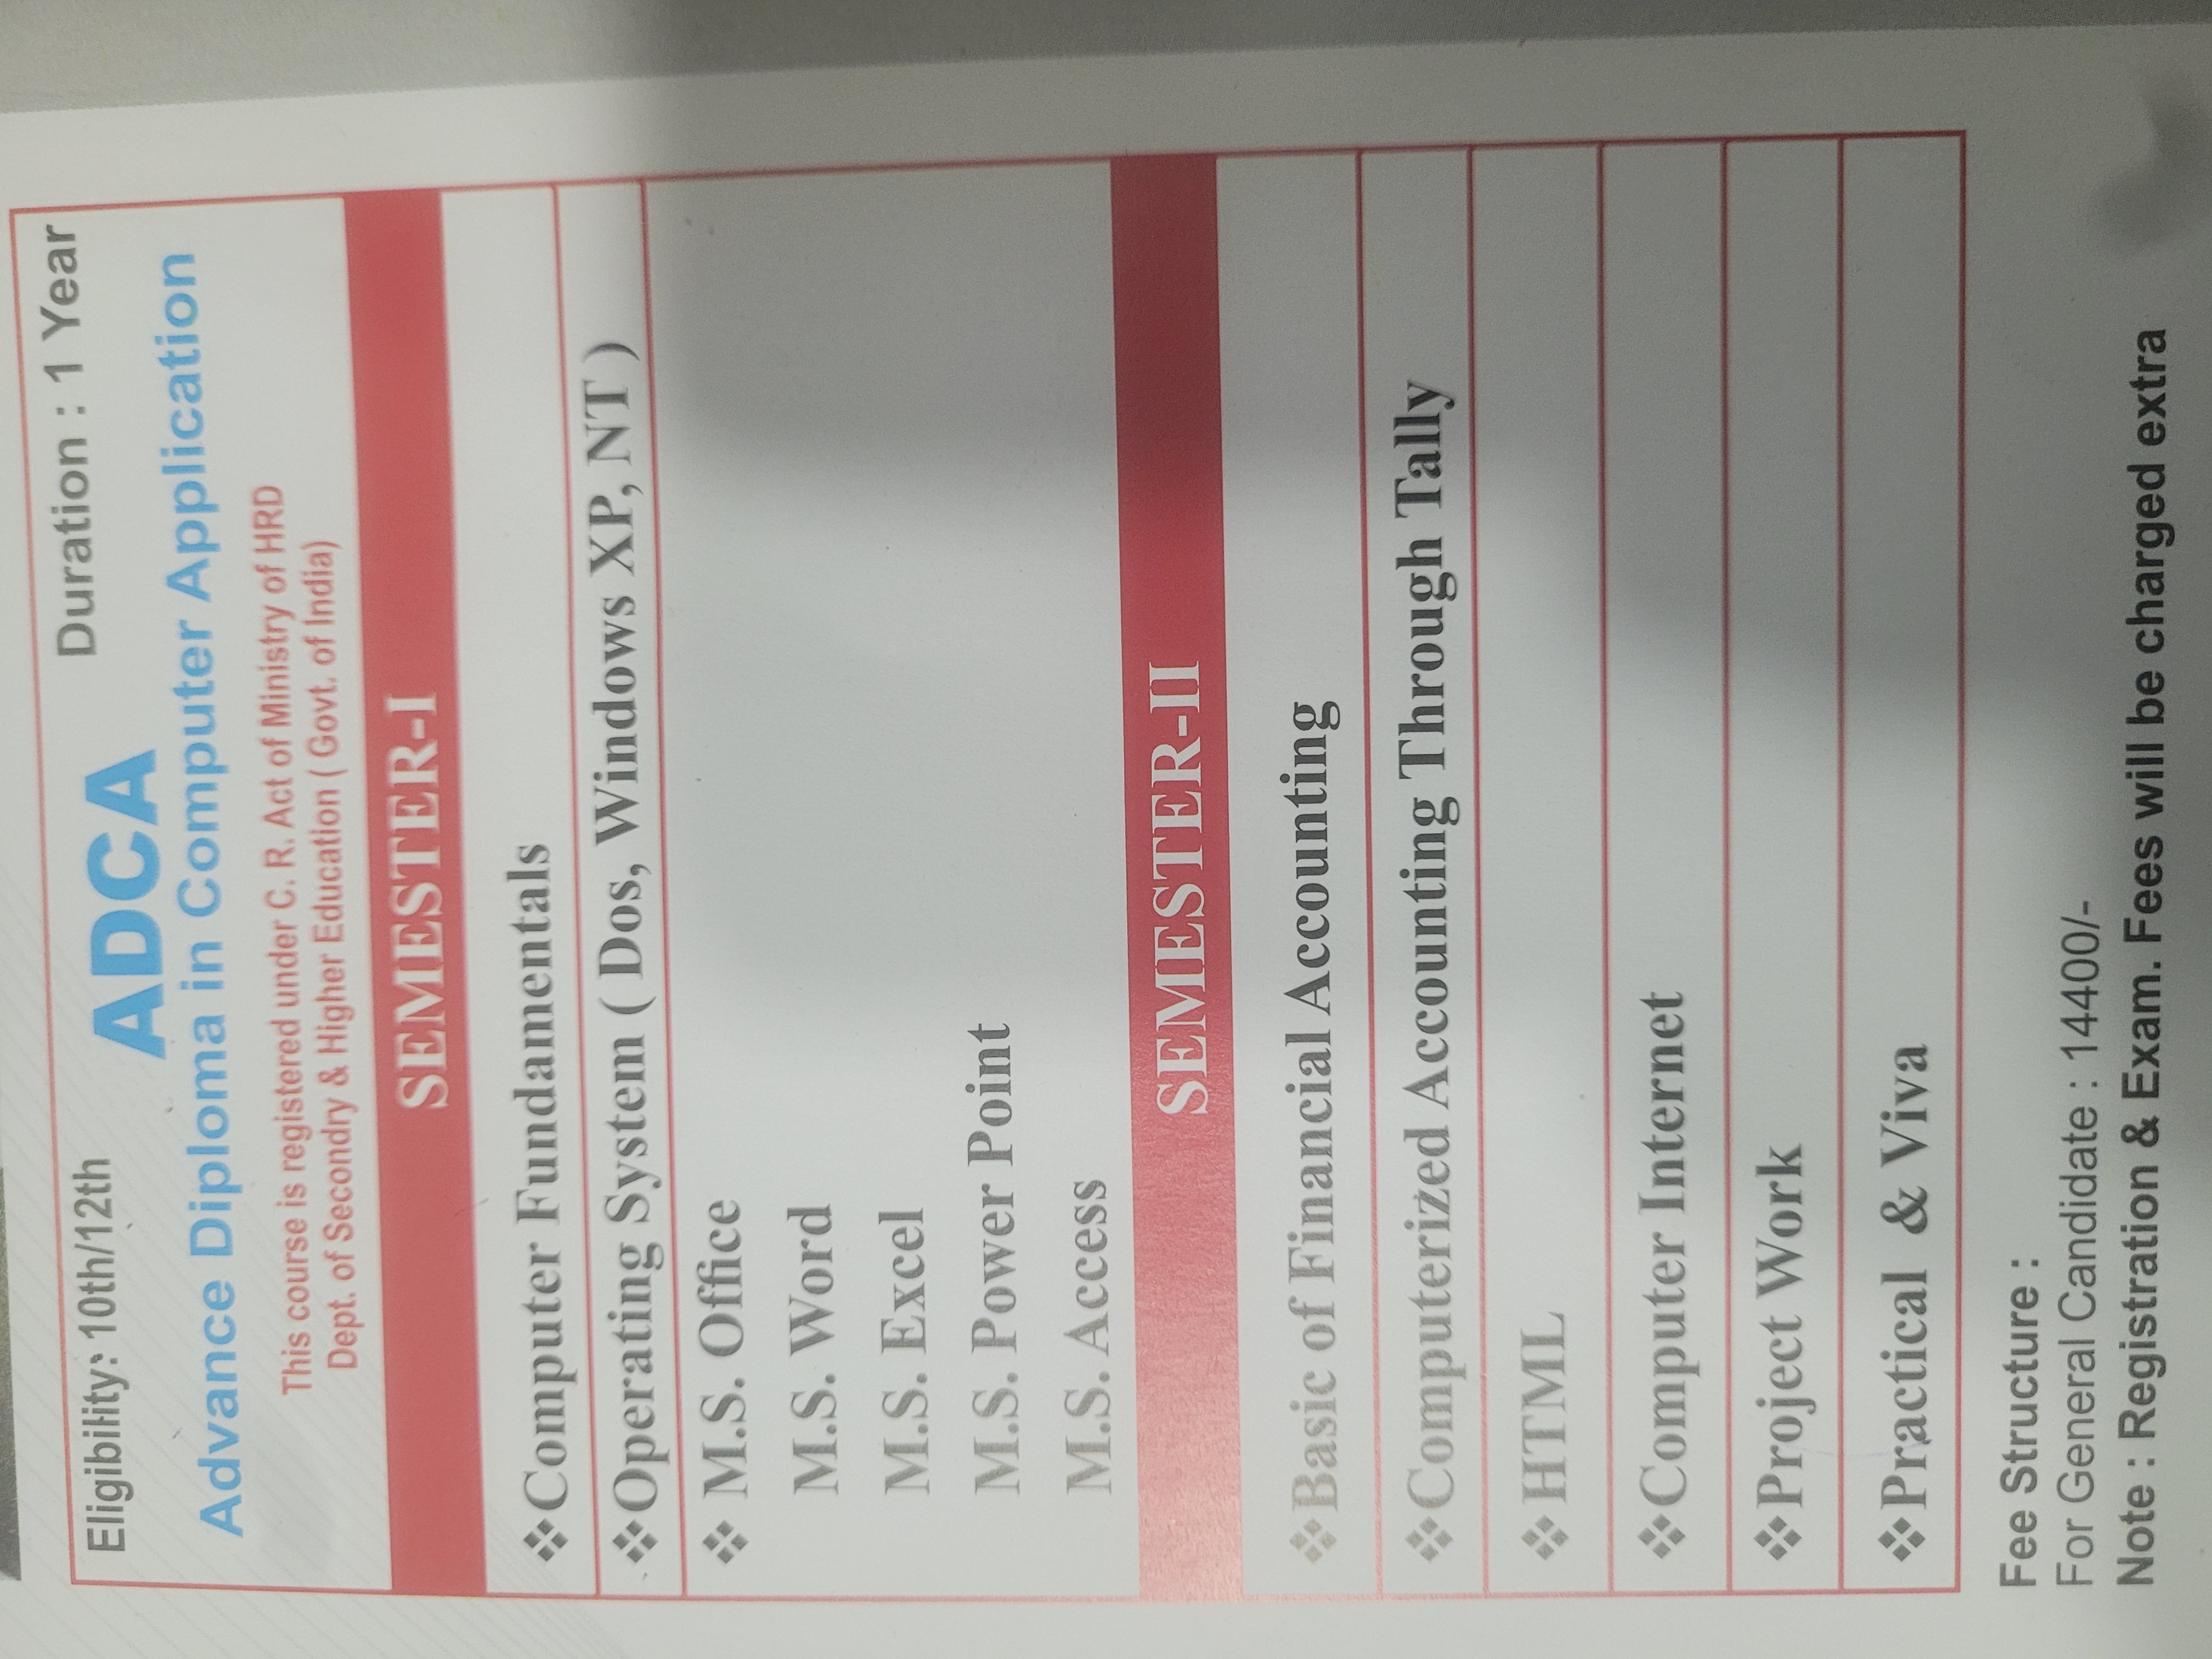 Eligibility: 10th/12th
Duration : 1 Year
ADCA
Advance Diploma in Computer Application
This course is registered under C. R. Act of Ministry of HRD
Dept. of Secondry & Higher Education ( Govt. of India)
SEMESTER-I
❖Computer Fundamentals
❖Operating System ( Dos, Windows XP, NT )
❖ M.S. Office
M.S. Word
M.S. Excel
M.S. Power Point
M.S. Access
SEMESTER-II
❖Basic of Financial Accounting
❖Computerized Accounting Through Tally
❖HTML
❖Computer Internet
❖Project Work
❖Practical & Viva
Fee Structure :
For General Candidate : 14400/-
Note : Registration & Exam. Fees will be charged extra